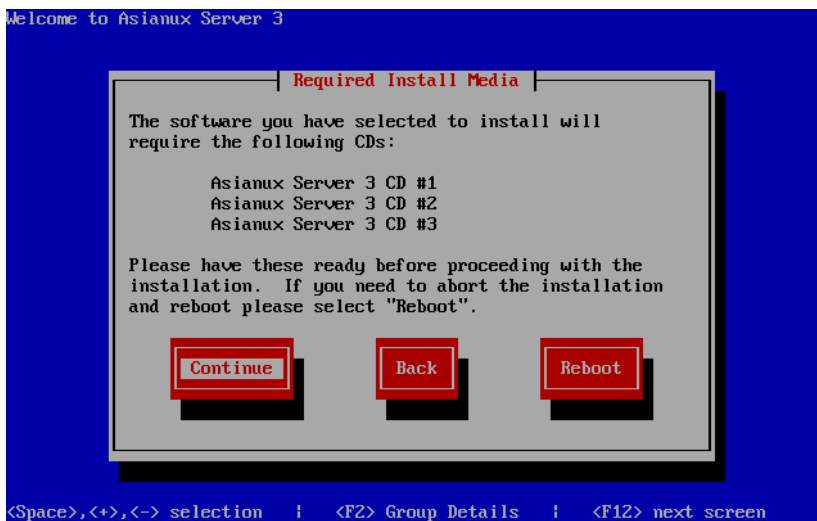 Welcome to Asianux Server 3
Required Install Media
The software you have selected to install will
require the following CDs:
Asianux Server 3 CD #1
Asianux Server 3 CD #2
Asianux Server 3 CD #3
Please have these ready before proceeding with the
installation.  If you need to abort the installation
and reboot please select "Reboot".
Continue Back Reboot
<Space>,<+>,<-> selection | <F2> Group Details | <F12> next screen